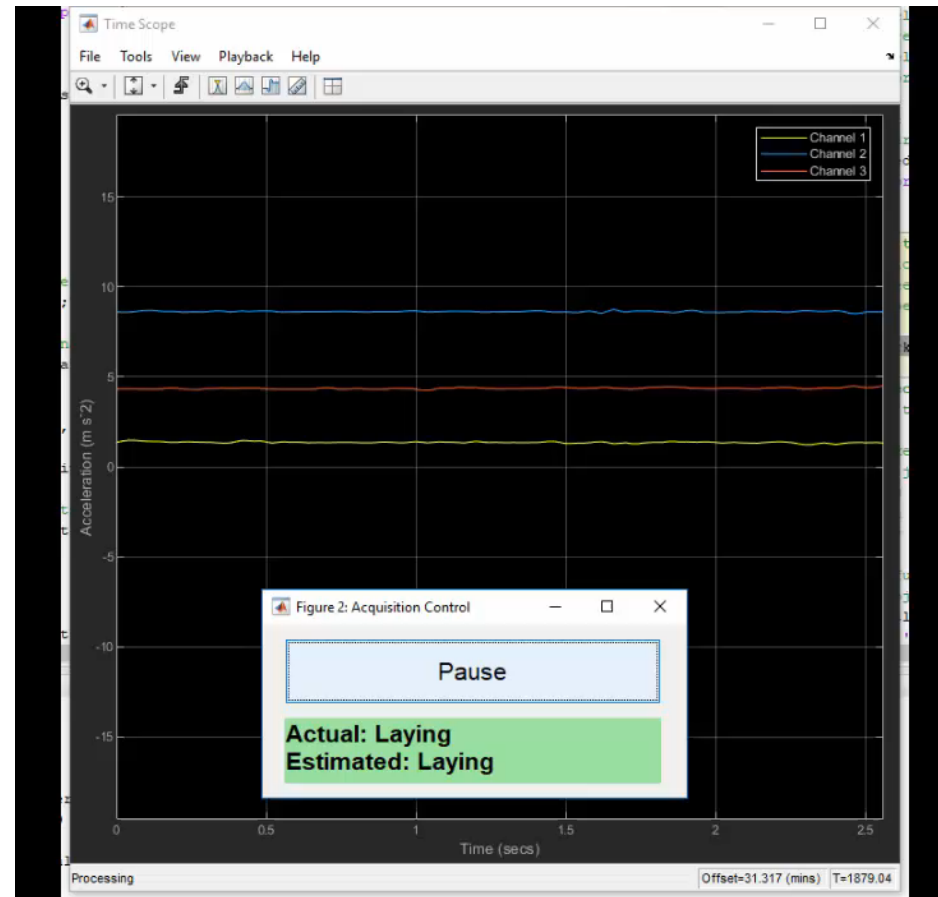 Time Scope
File Tools View Playback Help
Channel 1
Channel 2
Channel 3
15
10
5
0
-5
-10
-15
Acceleration (m s^2)
Figure 2: Acquisition Control
Pause
Actual: Laying
Estimated: Laying
0 0.5 1 1.5 2 2.5
Time (secs)
Processing Offset=31.317 (mins) T=1879.04